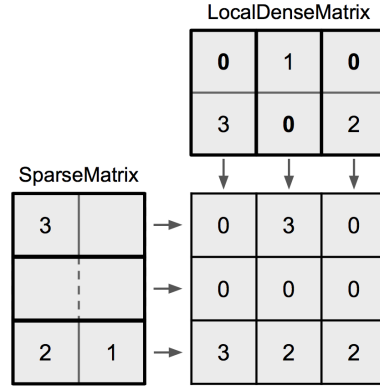 LocalDenseMatrix
0 1 0
3 0 2
SparseMatrix
3
2 1
0 3 0
0 0 0
3 2 2